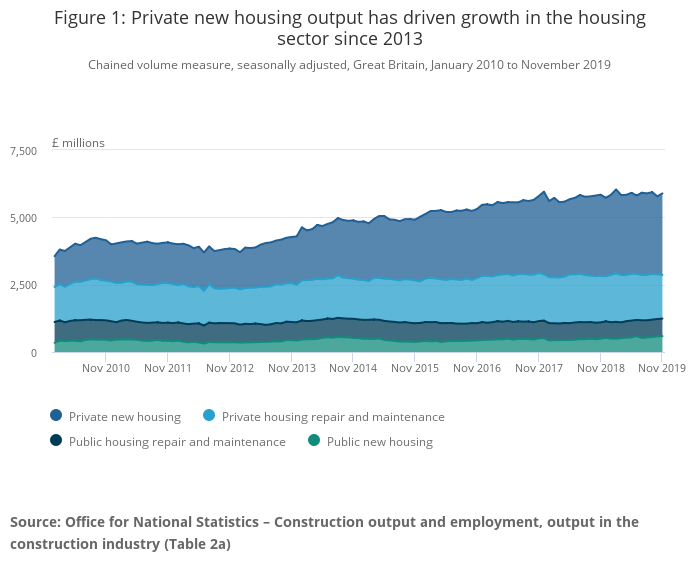 Figure 1: Private new housing output has driven growth in the housing
sector since 2013
Chained volume measure, seasonally adjusted, Great Britain, January 2010 to November 2019
£ millions
7,500
5,000
2,500
0
Nov 2010 Nov 2011 Nov 2012 Nov 2013 Nov 2014 Nov 2015 Nov 2016 Nov 2017 Nov 2018 Nov 2019
Private new housing Private housing repair and maintenance
Public housing repair and maintenance Public new housing
Source: Office for National Statistics – Construction output and employment, output in the
construction industry (Table 2a)